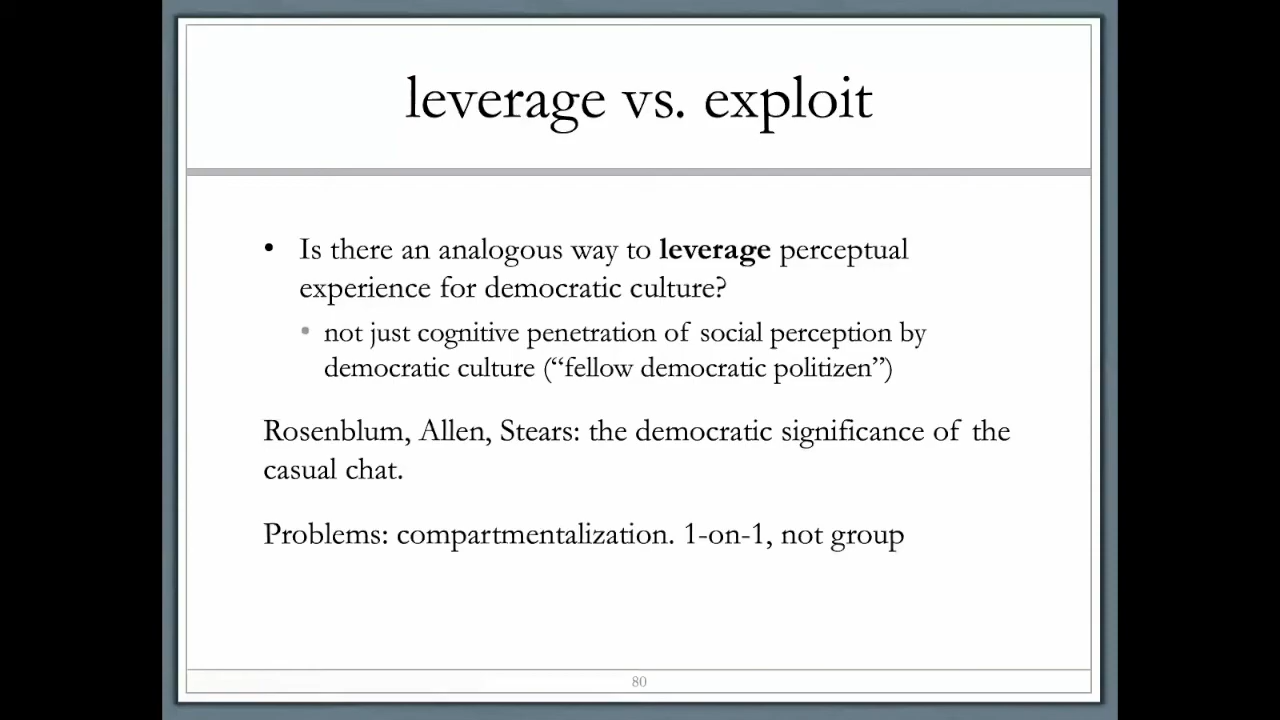 leverage vs. exploit
• Is there an analogous way to leverage perceptual
experience for democratic culture?
• not just cognitive penetration of social perception by
democratic culture (“fellow democratic politizen”)
Rosenblum, Allen, Stears: the democratic significance of the
casual chat.
Problems: compartmentalization. 1-on-1, not group
80